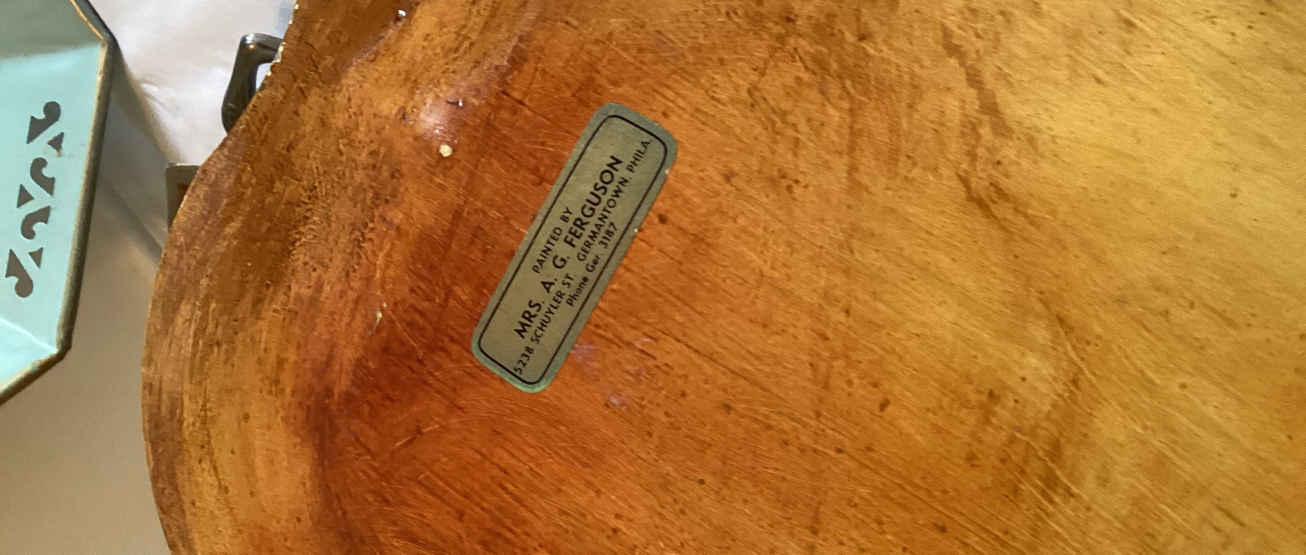 PAINTED BY
MRS. A. G. FERGUSON
5238 SCHUYLER ST. GERMANTOWN. PHILA.
Phone Ger. 3187